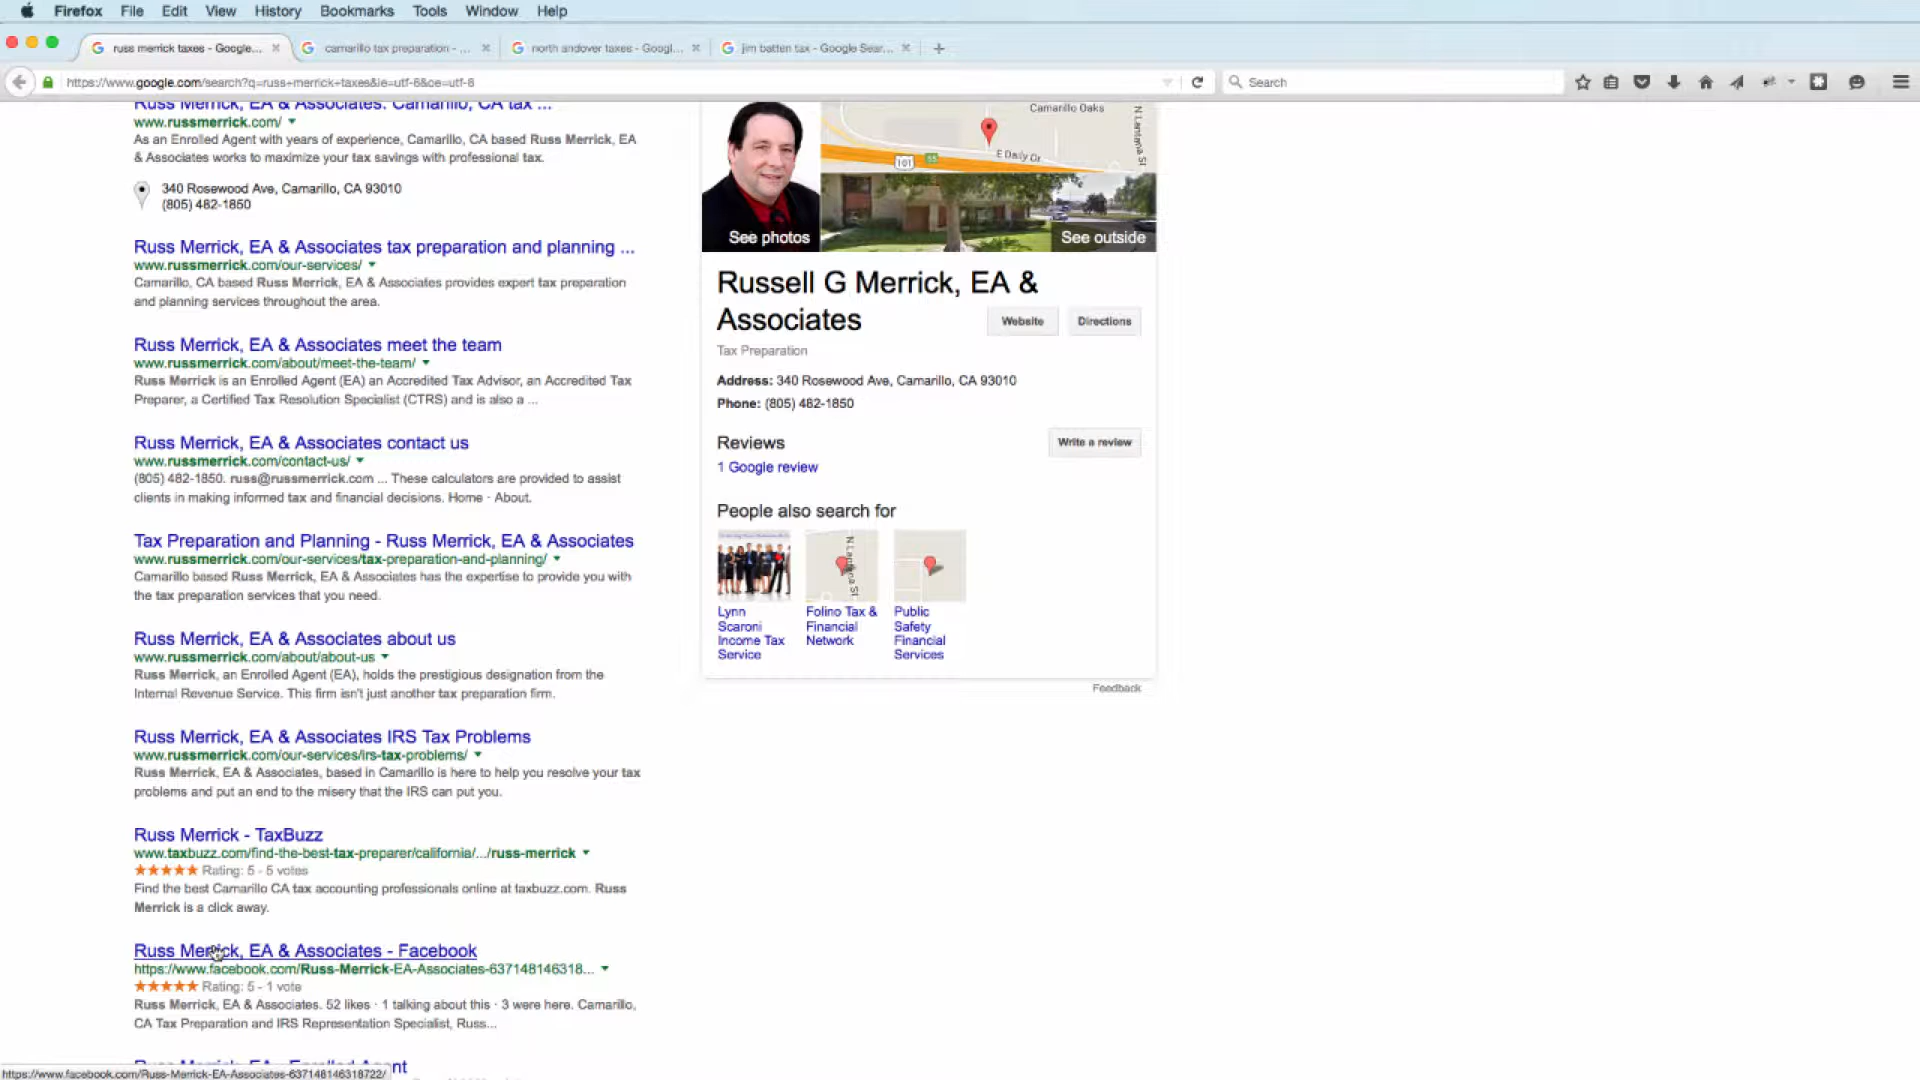 Firefox File Edit View History Bookmarks Tools Window Help
russ merrick taxes - Google...
camarillo tax preparation - ...
north andover taxes - Googl...
jim batten tax - Google Sear...
https://www.google.com/search?q=russ+merrick+taxes&ie=utf-8&oe=utf-8
Search
Russ Merrick, EA & Associates: Camarillo, CA tax ...
www.russmerrick.com/
As an Enrolled Agent with years of experience, Camarillo, CA based Russ Merrick, EA
& Associates works to maximize your tax savings with professional tax.
340 Rosewood Ave, Camarillo, CA 93010
(805) 482-1850
Russ Merrick, EA & Associates tax preparation and planning ...
www.russmerrick.com/our-services/
Camarillo, CA based Russ Merrick, EA & Associates provides expert tax preparation
and planning services throughout the area.
Russ Merrick, EA & Associates meet the team
www.russmerrick.com/about/meet-the-team/
Russ Merrick is an Enrolled Agent (EA) an Accredited Tax Advisor, an Accredited Tax
Preparer, a Certified Tax Resolution Specialist (CTRS) and is also a ...
Russ Merrick, EA & Associates contact us
www.russmerrick.com/contact-us/
(805) 482-1850. russ@russmerrick.com ... These calculators are provided to assist
clients in making informed tax and financial decisions. Home · About.
Tax Preparation and Planning - Russ Merrick, EA & Associates
www.russmerrick.com/our-services/tax-preparation-and-planning/
Camarillo based Russ Merrick, EA & Associates has the expertise to provide you with
the tax preparation services that you need.
Russ Merrick, EA & Associates about us
www.russmerrick.com/about/about-us
Russ Merrick, an Enrolled Agent (EA), holds the prestigious designation from the
Internal Revenue Service. This firm isn't just another tax preparation firm.
Russ Merrick, EA & Associates IRS Tax Problems
www.russmerrick.com/our-services/irs-tax-problems/
Russ Merrick, EA & Associates, based in Camarillo is here to help you resolve your tax
problems and put an end to the misery that the IRS can put you.
Russ Merrick - TaxBuzz
www.taxbuzz.com/find-the-best-tax-preparer/california/.../russ-merrick
Rating: 5 - 5 votes
Find the best Camarillo CA tax accounting professionals online at taxbuzz.com. Russ
Merrick is a click away.
Russ Merrick, EA & Associates - Facebook
https://www.facebook.com/Russ-Merrick-EA-Associates-637148146318...
Rating: 5 - 1 vote
Russ Merrick, EA & Associates. 52 likes · 1 talking about this · 3 were here. Camarillo,
CA Tax Preparation and IRS Representation Specialist, Russ...
Russ Merrick, EA - Enrolled Agent
https://www.facebook.com/Russ-Merrick-EA-Associates-637148146318722/
Camarillo Oaks
N Lantana St
E Daily Dr
101
55
See photos
See outside
Russell G Merrick, EA &
Associates
Website
Directions
Tax Preparation
Address: 340 Rosewood Ave, Camarillo, CA 93010
Phone: (805) 482-1850
Reviews
Write a review
1 Google review
People also search for
N Lantana St
Lynn
Scaroni
Income Tax
Service
Folino Tax &
Financial
Network
Public
Safety
Financial
Services
Feedback